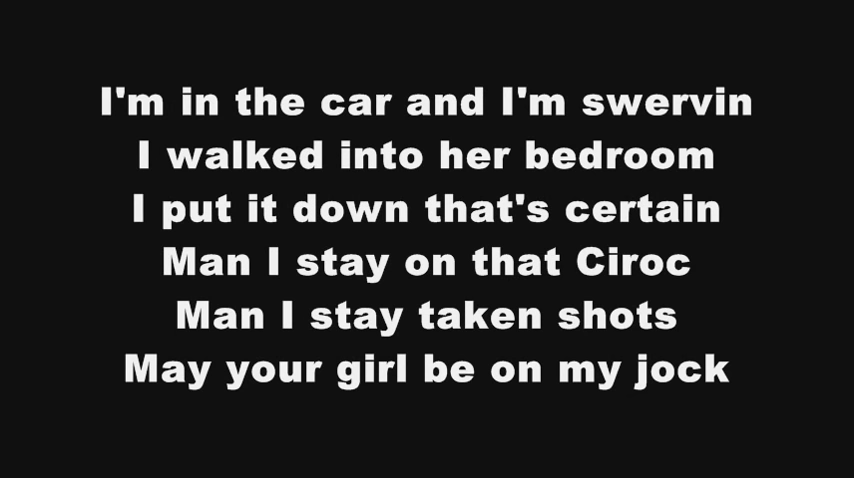 I'm in the car and I'm swervin
I walked into her bedroom
I put it down that's certain
Man I stay on that Ciroc
Man I stay taken shots
May your girl be on my jock